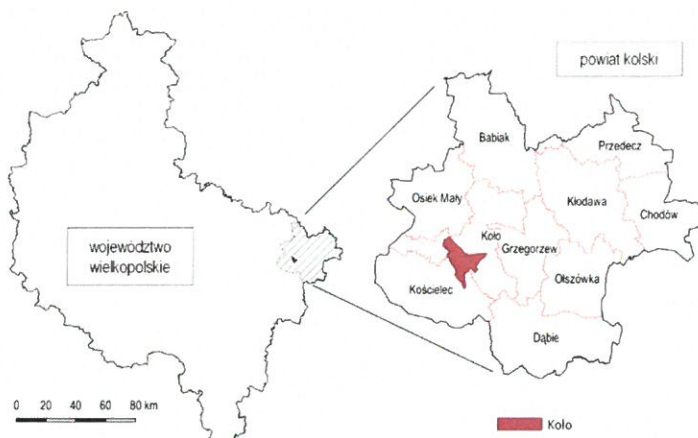 powiat kolski
Babiak
Przedecz
Osiek Mały
Kłodawa
Chodów
Koło
Grzegorzew
województwo
wielkopolskie
Kościelec
Olszówka
Dąbie
0 20 40 60 80 km
Koło